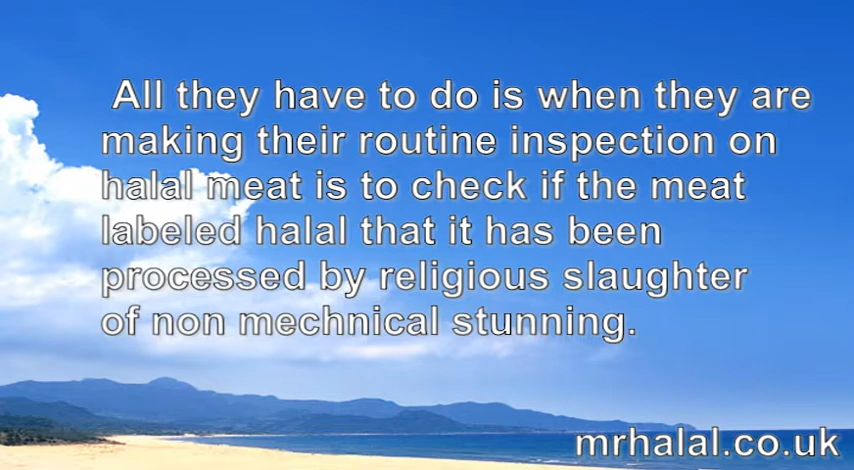 All they have to do is when they are
making their routine inspection on
halal meat is to check if the meat
labeled halal that it has been
processed by religious slaughter
of non mechnical stunning.
mrhalal.co.uk